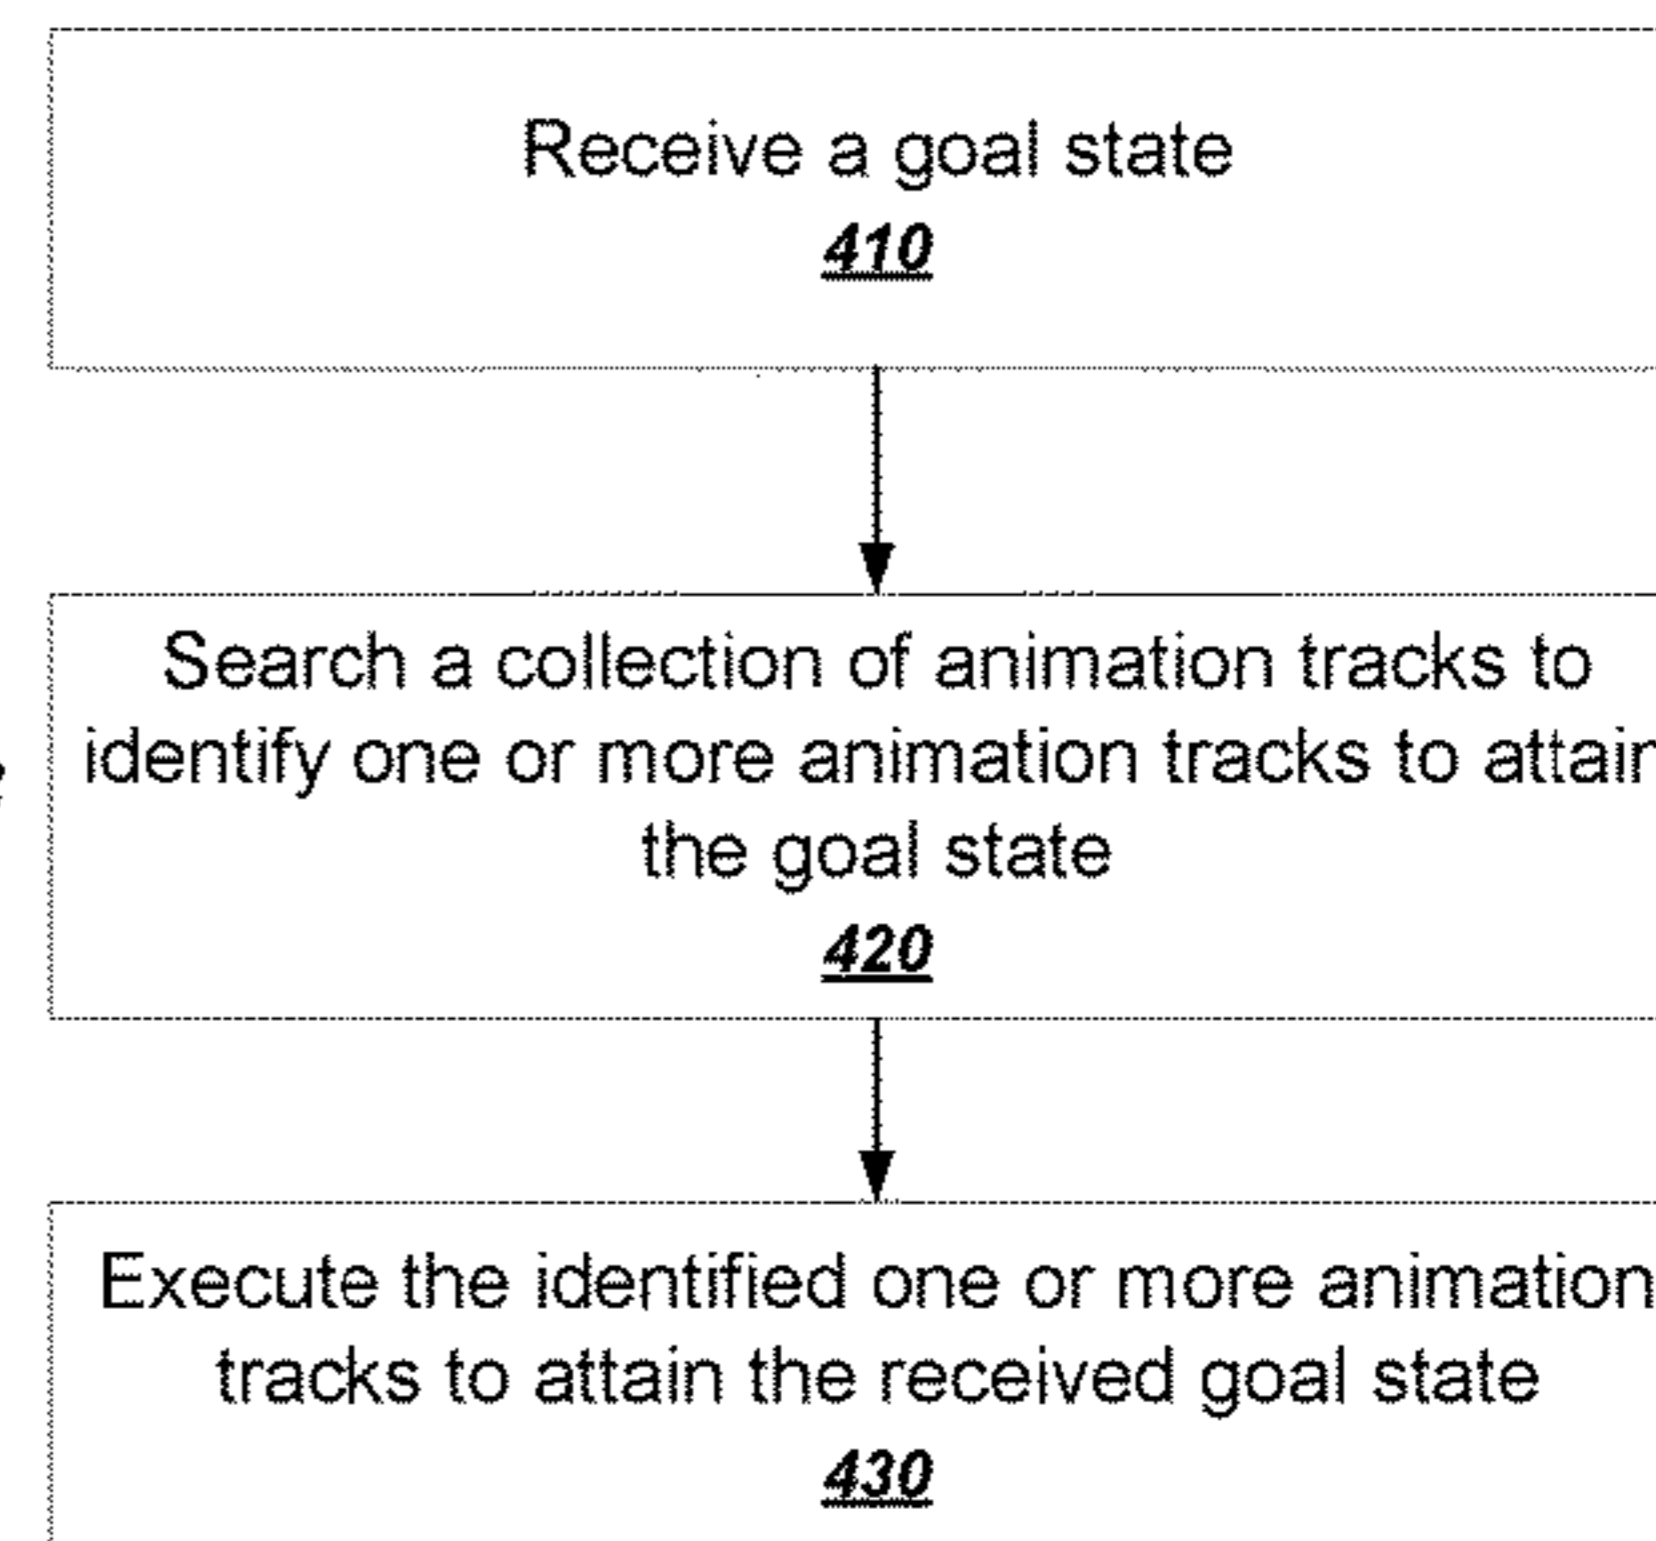 Receive a goal state
410
Search a collection of animation tracks to
identify one or more animation tracks to attain
the goal state
420
Execute the identified one or more animation
tracks to attain the received goal state
430